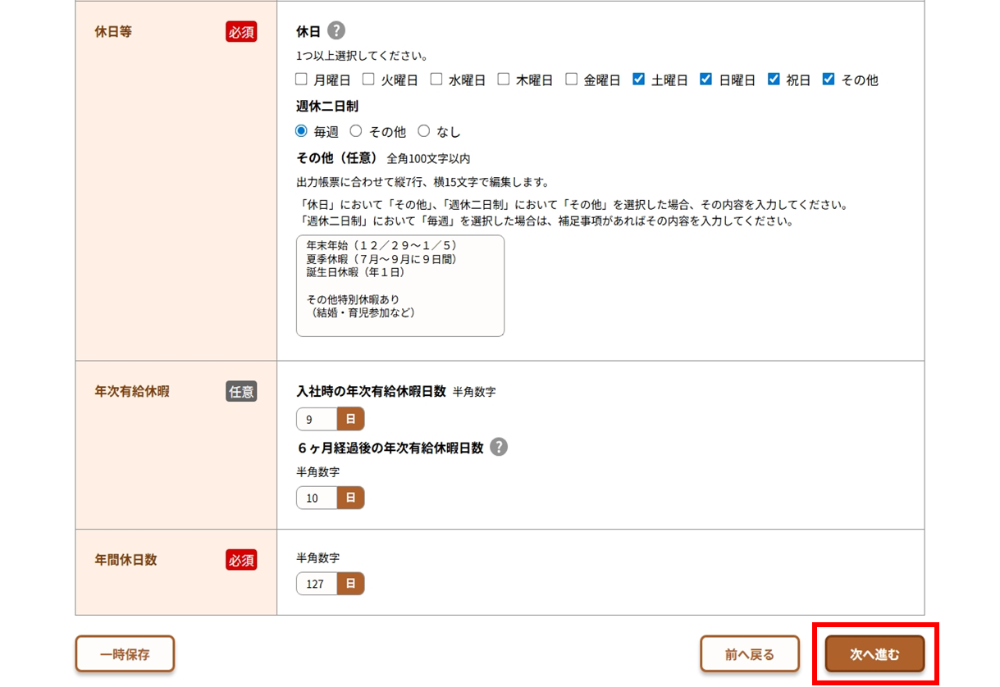 休日等 必須
休日 ?
1つ以上選択してください。
月曜日 火曜日 水曜日 木曜日 金曜日 土曜日 日曜日 祝日 その他
週休二日制
毎週 その他 なし
その他（任意） 全角100文字以内
出力帳票に合わせて縦7行、横15文字で編集します。
「休日」において「その他」、「週休二日制」において「その他」を選択した場合、その内容を入力してください。
「週休二日制」において「毎週」を選択した場合は、補足事項があればその内容を入力してください。
年末年始（１２／２９～１／５）
夏季休暇（７月～９月に９日間）
誕生日休暇（年１日）
その他特別休暇あり
（結婚・育児参加など）
年次有給休暇 任意
入社時の年次有給休暇日数 半角数字
9 日
６ヶ月経過後の年次有給休暇日数 ?
半角数字
10 日
年間休日数 必須
半角数字
127 日
一時保存 前へ戻る 次へ進む